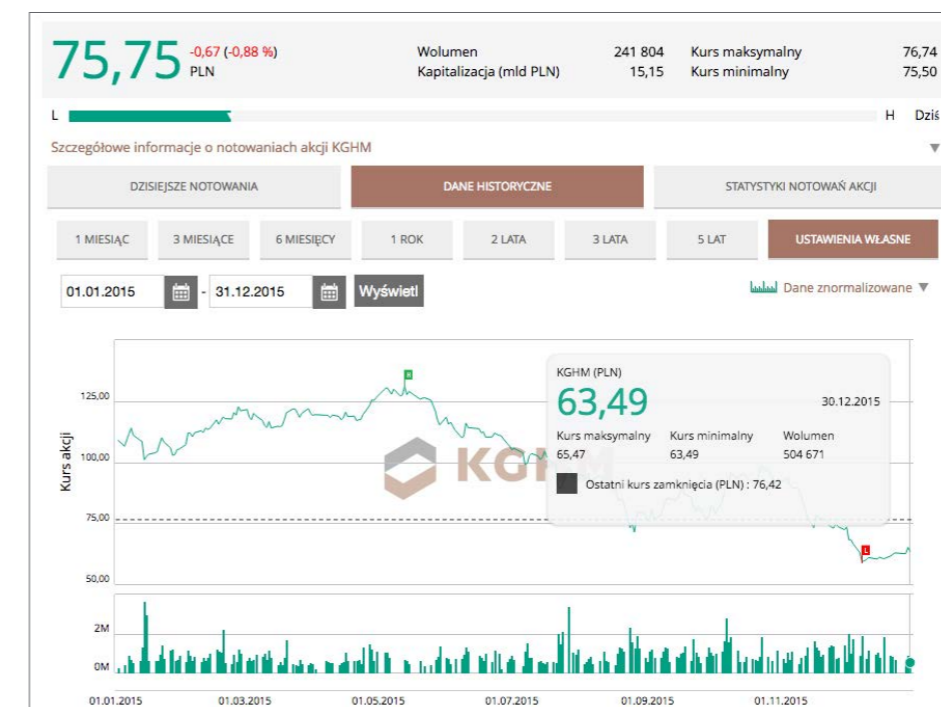 75,75 -0,67 (-0,88 %) PLN
Wolumen 241 804 Kurs maksymalny 76,74
Kapitalizacja (mld PLN) 15,15 Kurs minimalny 75,50
L H Dziś
Szczegółowe informacje o notowaniach akcji KGHM ▼
DZISIEJSZE NOTOWANIA DANE HISTORYCZNE STATYSTYKI NOTOWAŃ AKCJI
1 MIESIĄC 3 MIESIĄCE 6 MIESIĘCY 1 ROK 2 LATA 3 LATA 5 LAT USTAWIENIA WŁASNE
01.01.2015 - 31.12.2015 Wyświetl Dane znormalizowane ▼
KGHM (PLN)
63,49 30.12.2015
Kurs maksymalny Kurs minimalny Wolumen
65,47 63,49 504 671
Ostatni kurs zamknięcia (PLN) : 76,42
Kurs akcji
125,00
100,00
75,00
50,00
H
KGHM
L
2M
0M
01.01.2015 01.03.2015 01.05.2015 01.07.2015 01.09.2015 01.11.2015